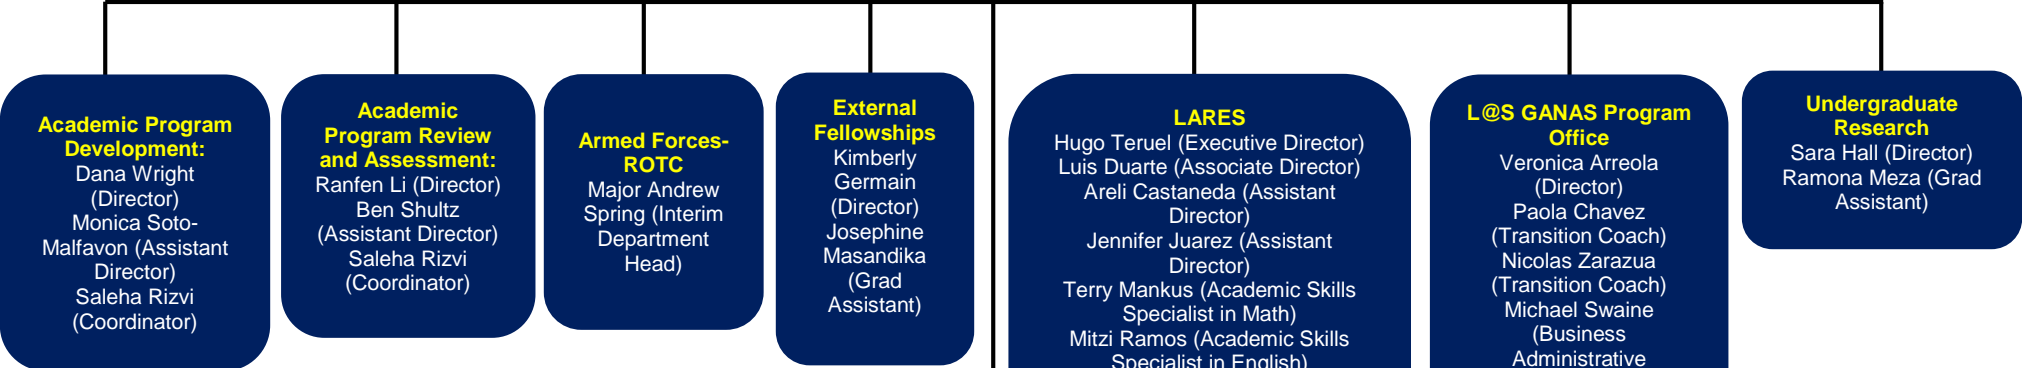 Academic Program
Development:
Dana Wright
(Director)
Monica Soto-
Malfavon (Assistant
Director)
Saleha Rizvi
(Coordinator)
Academic
Program Review
and Assessment:
Ranfen Li (Director)
Ben Shultz
(Assistant Director)
Saleha Rizvi
(Coordinator)
Armed Forces-
ROTC
Major Andrew
Spring (Interim
Department
Head)
External
Fellowships
Kimberly
Germain
(Director)
Josephine
Masandika
(Grad
Assistant)
LARES
Hugo Teruel (Executive Director)
Luis Duarte (Associate Director)
Areli Castaneda (Assistant
Director)
Jennifer Juarez (Assistant
Director)
Terry Mankus (Academic Skills
Specialist in Math)
Mitzi Ramos (Academic Skills
Specialist in English)
L@S GANAS Program
Office
Veronica Arreola
(Director)
Paola Chavez
(Transition Coach)
Nicolas Zarazua
(Transition Coach)
Michael Swaine
(Business
Administrative
Undergraduate
Research
Sara Hall (Director)
Ramona Meza (Grad
Assistant)